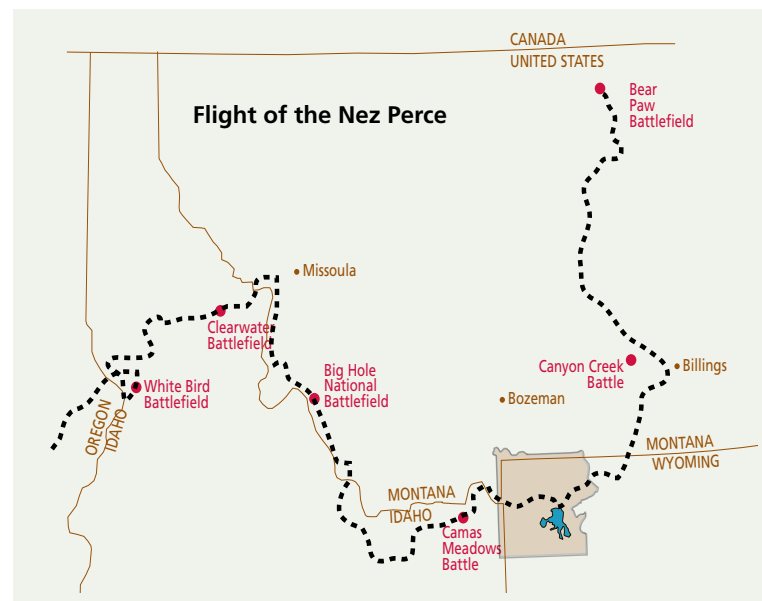 CANADA
UNITED STATES
Flight of the Nez Perce
Bear
Paw
Battlefield
Missoula
Clearwater
Battlefield
White Bird
Battlefield
Big Hole
National
Battlefield
Canyon Creek
Battle
Billings
Bozeman
OREGON
IDAHO
MONTANA
WYOMING
MONTANA
IDAHO
Camas
Meadows
Battle